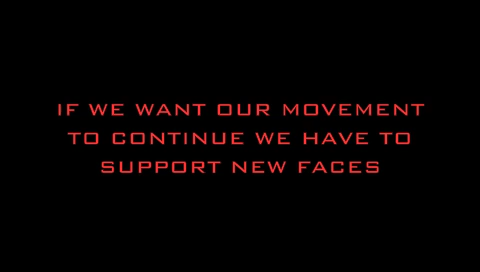 IF WE WANT OUR MOVEMENT
TO CONTINUE WE HAVE TO
SUPPORT NEW FACES